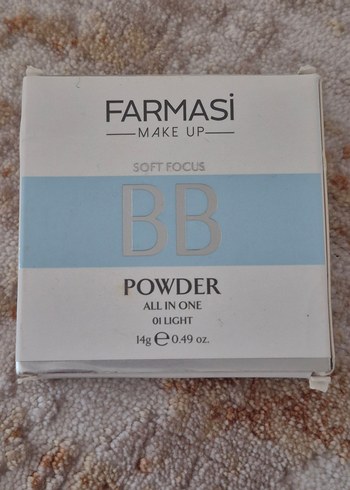 FARMASİ
MAKE UP
SOFT FOCUS
BB
POWDER
ALL IN ONE
01 LIGHT
14g ℮ 0.49 oz.